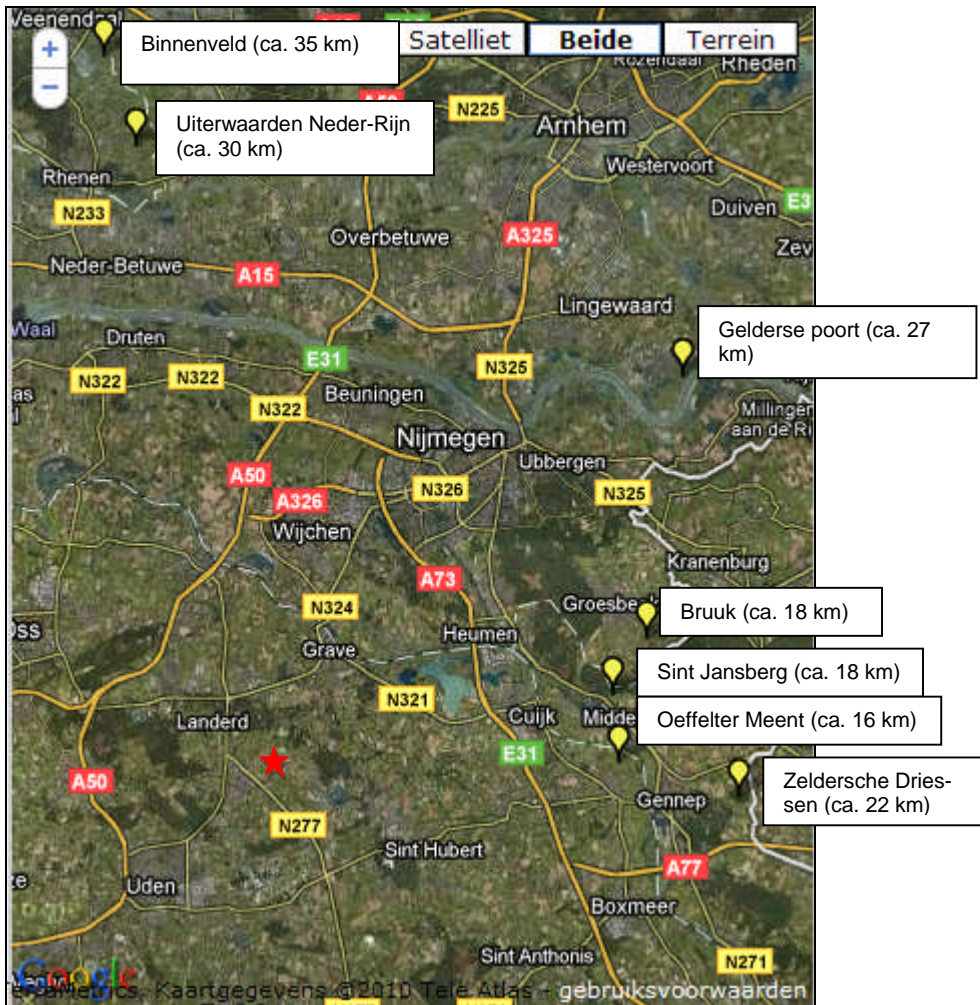 Veenendaal
Binnenveld (ca. 35 km)
Satelliet
Beide
Terrein
+
−
Rozendaal
Rheden
N225
Arnhem
Uiterwaarden Neder-Rijn
(ca. 30 km)
Westervoort
Rhenen
N233
Duiven
E3
Overbetuwe
A325
Zev
Neder-Betuwe
A15
Lingewaard
Waal
Druten
E31
N325
Gelderse poort (ca. 27
km)
N322
N322
Beuningen
N322
Millingen
aan de Ri
Nijmegen
Ubbergen
A50
N326
N325
A326
Wijchen
Kranenburg
A73
N324
Groesbeek
Bruuk (ca. 18 km)
Oss
Heumen
Grave
Sint Jansberg (ca. 18 km)
N321
Landerd
Cuijk
Midde
Oeffelter Meent (ca. 16 km)
E31
A50
Zeldersche Dries-
sen (ca. 22 km)
Gennep
N277
Sint Hubert
A77
Uden
Boxmeer
Sint Anthonis
N271
Google
Kaartgegevens ©2010 Tele Atlas - gebruiksvoorwaarden